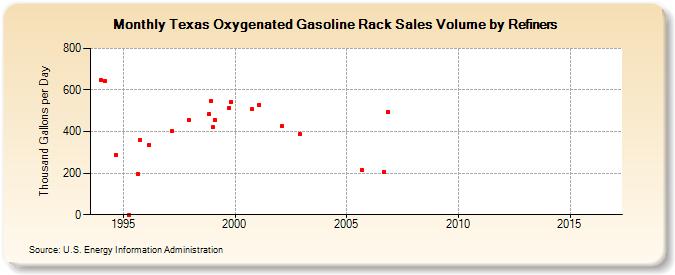 Monthly Texas Oxygenated Gasoline Rack Sales Volume by Refiners
Thousand Gallons per Day
800
600
400
200
0
1995 2000 2005 2010 2015
Source: U.S. Energy Information Administration